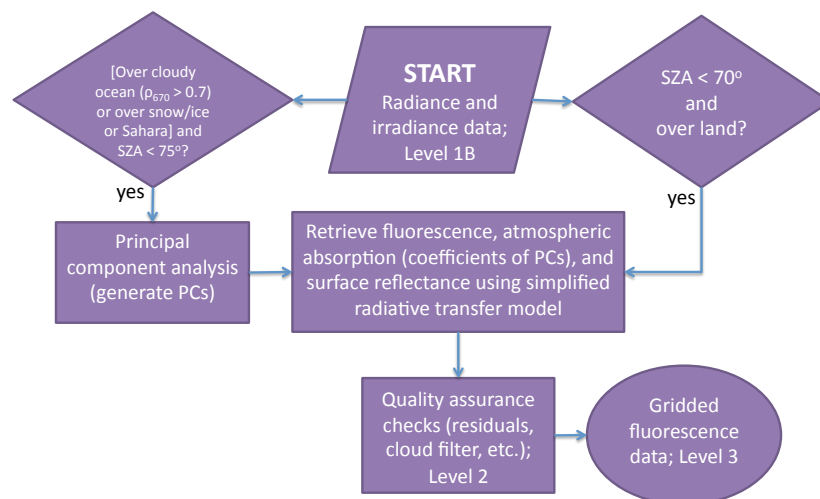 [Over cloudy
ocean (ρ670 > 0.7)
or over snow/ice
or Sahara] and
SZA < 75°?
START
Radiance and
irradiance data;
Level 1B
SZA < 70°
and
over land?
yes
yes
Principal
component analysis
(generate PCs)
Retrieve fluorescence, atmospheric
absorption (coefficients of PCs), and
surface reflectance using simplified
radiative transfer model
Quality assurance
checks (residuals,
cloud filter, etc.);
Level 2
Gridded
fluorescence
data; Level 3